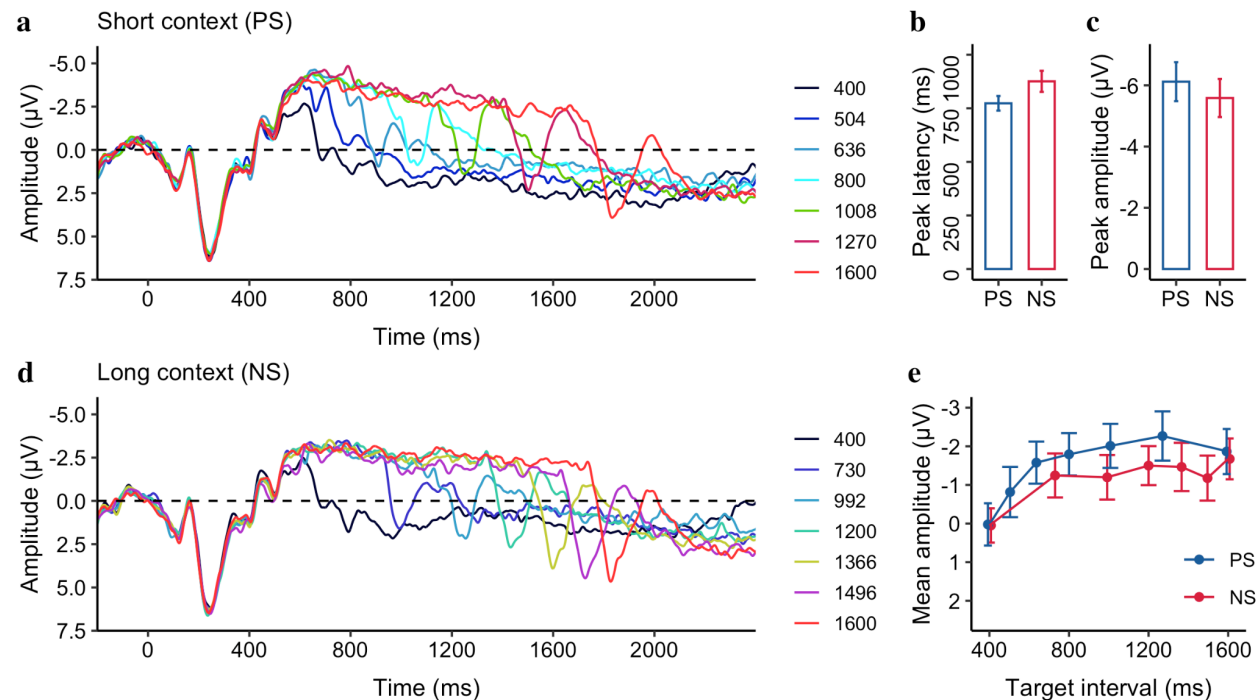 a
Short context (PS)
Amplitude (µV)
-5.0
-2.5
0.0
2.5
5.0
7.5
0
400
800
1200
1600
2000
Time (ms)
400
504
636
800
1008
1270
1600
b
Peak latency (ms)
0
250
500
750
1000
PS
NS
c
Peak amplitude (µV)
-6
-4
-2
0
PS
NS
d
Long context (NS)
Amplitude (µV)
-5.0
-2.5
0.0
2.5
5.0
7.5
0
400
800
1200
1600
2000
Time (ms)
400
730
992
1200
1366
1496
1600
e
Mean amplitude (µV)
-3
-2
-1
0
1
2
PS
NS
400
800
1200
1600
Target interval (ms)